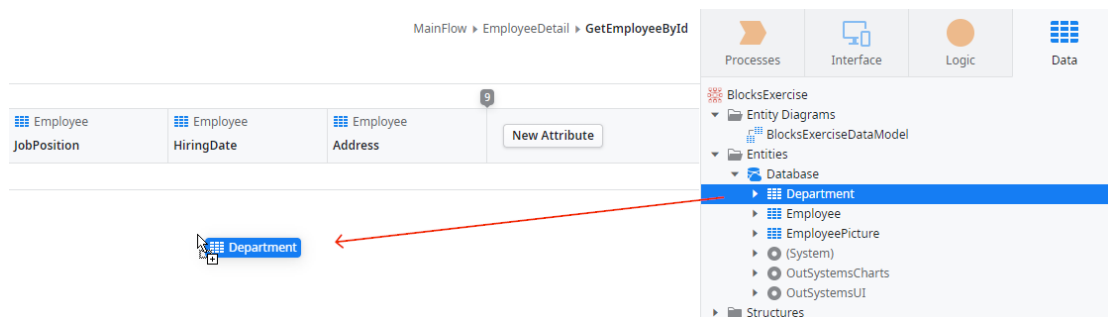 MainFlow ▸ EmployeeDetail ▸ GetEmployeeById
9
Employee
JobPosition
Employee
HiringDate
Employee
Address
New Attribute
Department
Processes
Interface
Logic
Data
BlocksExercise
Entity Diagrams
BlocksExerciseDataModel
Entities
Database
Department
Employee
EmployeePicture
(System)
OutSystemsCharts
OutSystemsUI
Structures